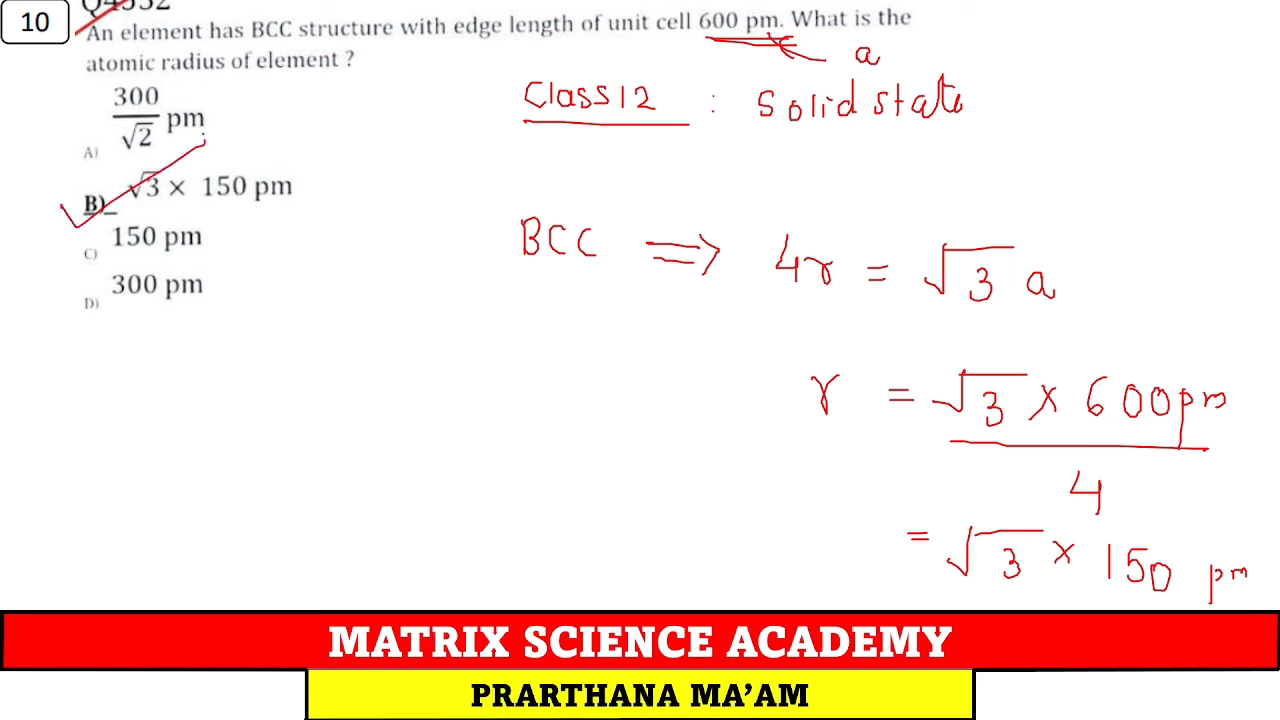 10
An element has BCC structure with edge length of unit cell 600 pm. What is the
a
atomic radius of element ?
Class 12 : Solid state
A) 300/√2 pm
B) √3 × 150 pm
C) 150 pm
D) 300 pm
BCC ⟹ 4r = √3 a
r = √3 × 600pm
4
= √3 × 150 pm
MATRIX SCIENCE ACADEMY
PRARTHANA MA'AM